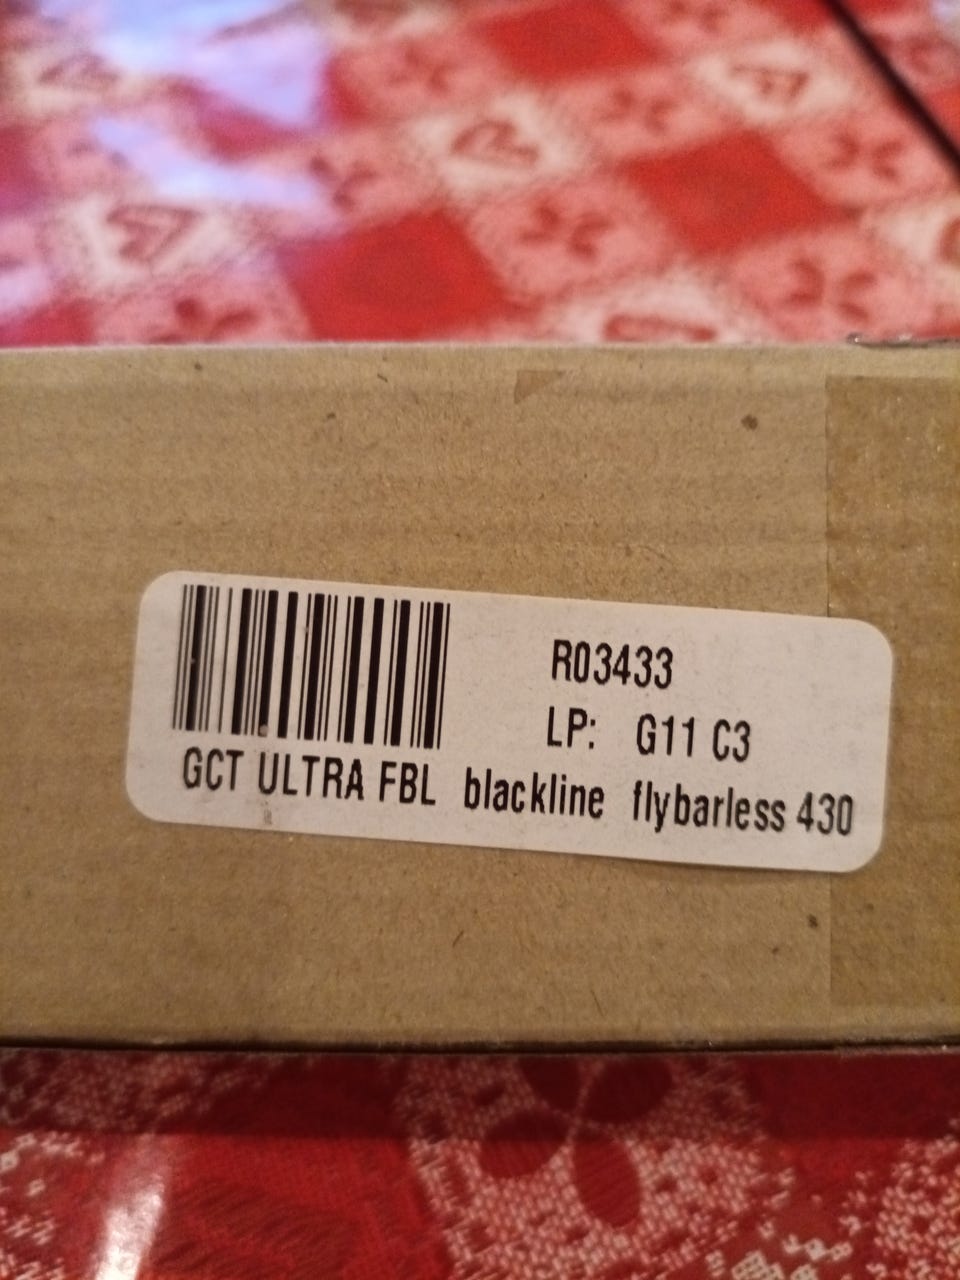 R03433
LP: G11 C3
GCT ULTRA FBL blackline flybarless 430